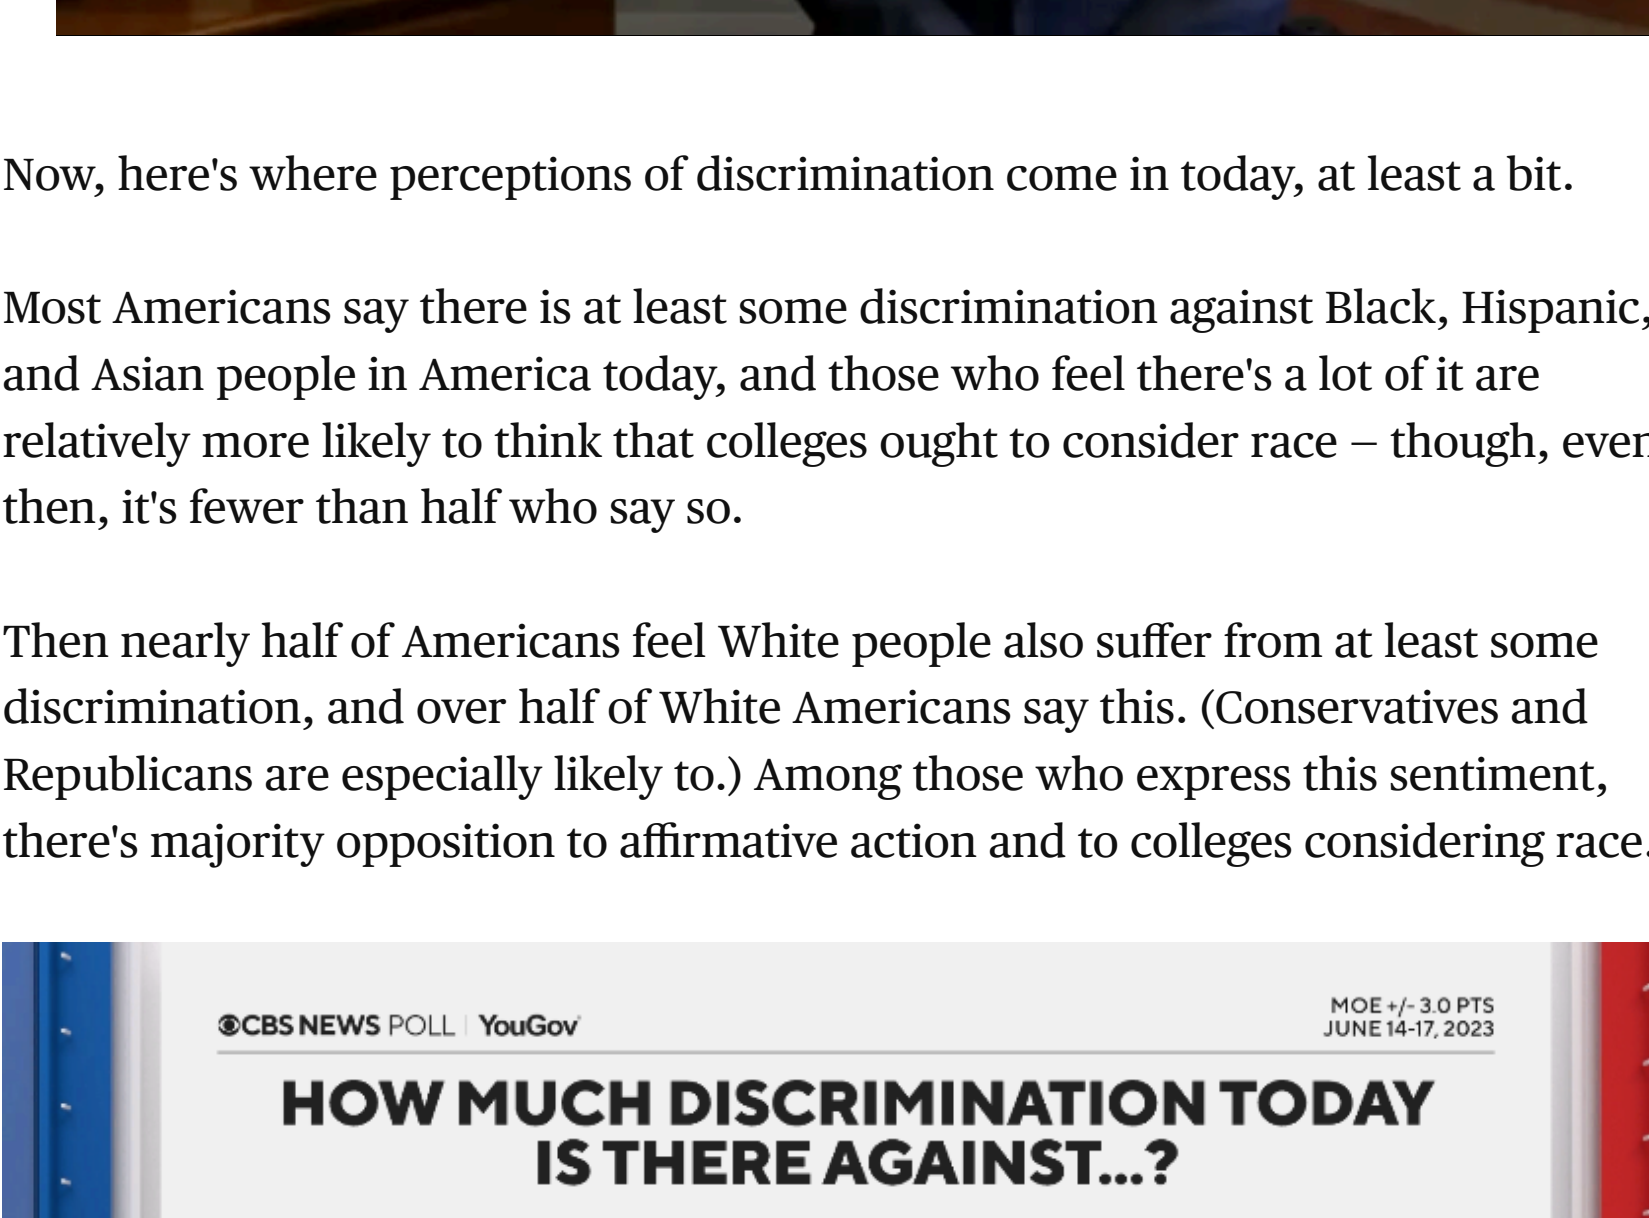 Now, here's where perceptions of discrimination come in today, at least a bit.
Most Americans say there is at least some discrimination against Black, Hispanic,
and Asian people in America today, and those who feel there's a lot of it are
relatively more likely to think that colleges ought to consider race – though, even
then, it's fewer than half who say so.
Then nearly half of Americans feel White people also suffer from at least some
discrimination, and over half of White Americans say this. (Conservatives and
Republicans are especially likely to.) Among those who express this sentiment,
there's majority opposition to affirmative action and to colleges considering race.
CBS NEWS POLL | YouGov
MOE +/- 3.0 PTS
JUNE 14-17, 2023
HOW MUCH DISCRIMINATION TODAY
IS THERE AGAINST...?